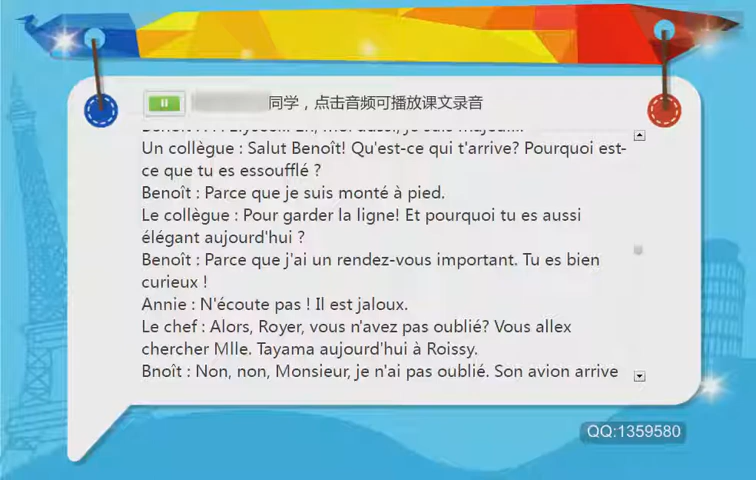 同学，点击音频可播放课文录音
Un collègue : Salut Benoît! Qu'est-ce qui t'arrive? Pourquoi est-
ce que tu es essoufflé ?
Benoît : Parce que je suis monté à pied.
Le collègue : Pour garder la ligne! Et pourquoi tu es aussi
élégant aujourd'hui ?
Benoît : Parce que j'ai un rendez-vous important. Tu es bien
curieux !
Annie : N'écoute pas ! Il est jaloux.
Le chef : Alors, Royer, vous n'avez pas oublié? Vous allex
chercher Mlle. Tayama aujourd'hui à Roissy.
Bnoît : Non, non, Monsieur, je n'ai pas oublié. Son avion arrive
QQ:1359580